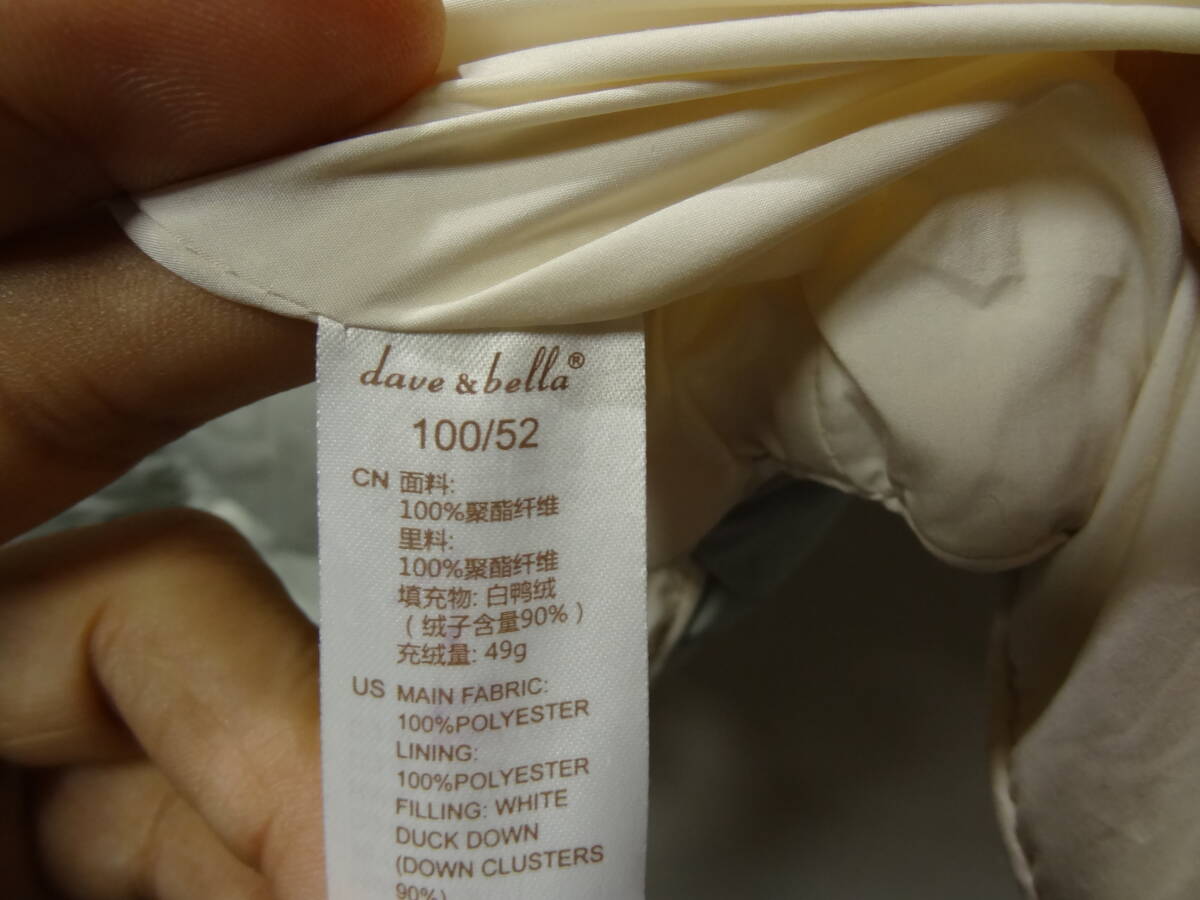 dave & bella®
100/52
CN 面料:
100%聚酯纤维
里料:
100%聚酯纤维
填充物: 白鸭绒
（绒子含量90%）
充绒量: 49g
US MAIN FABRIC:
100%POLYESTER
LINING:
100%POLYESTER
FILLING: WHITE
DUCK DOWN
(DOWN CLUSTERS
90%)